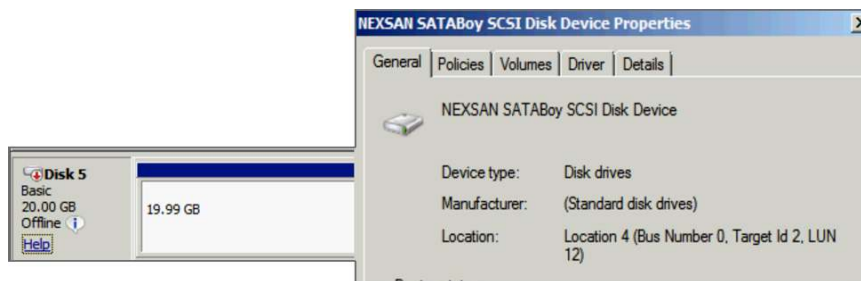 NEXSAN SATABoy SCSI Disk Device Properties
General Policies Volumes Driver Details
NEXSAN SATABoy SCSI Disk Device
Device type: Disk drives
Manufacturer: (Standard disk drives)
Location: Location 4 (Bus Number 0, Target Id 2, LUN
12)
Disk 5
Basic
20.00 GB
Offline
Help
19.99 GB